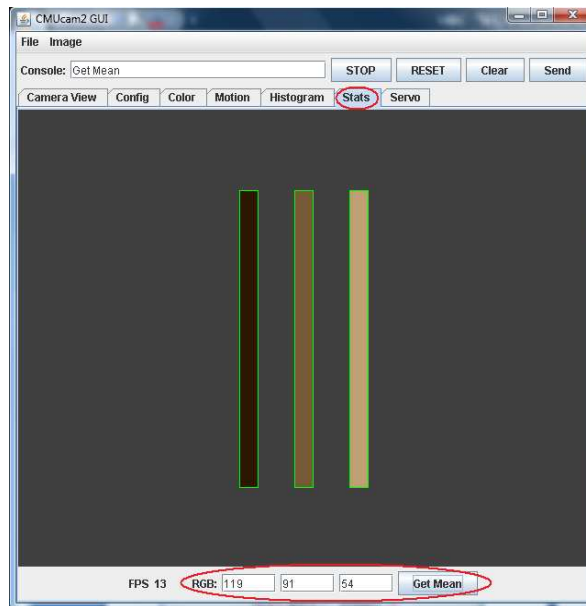 CMUcam2 GUI
File Image
Console: Get Mean STOP RESET Clear Send
Camera View Config Color Motion Histogram Stats Servo
FPS 13 RGB: 119 91 54 Get Mean